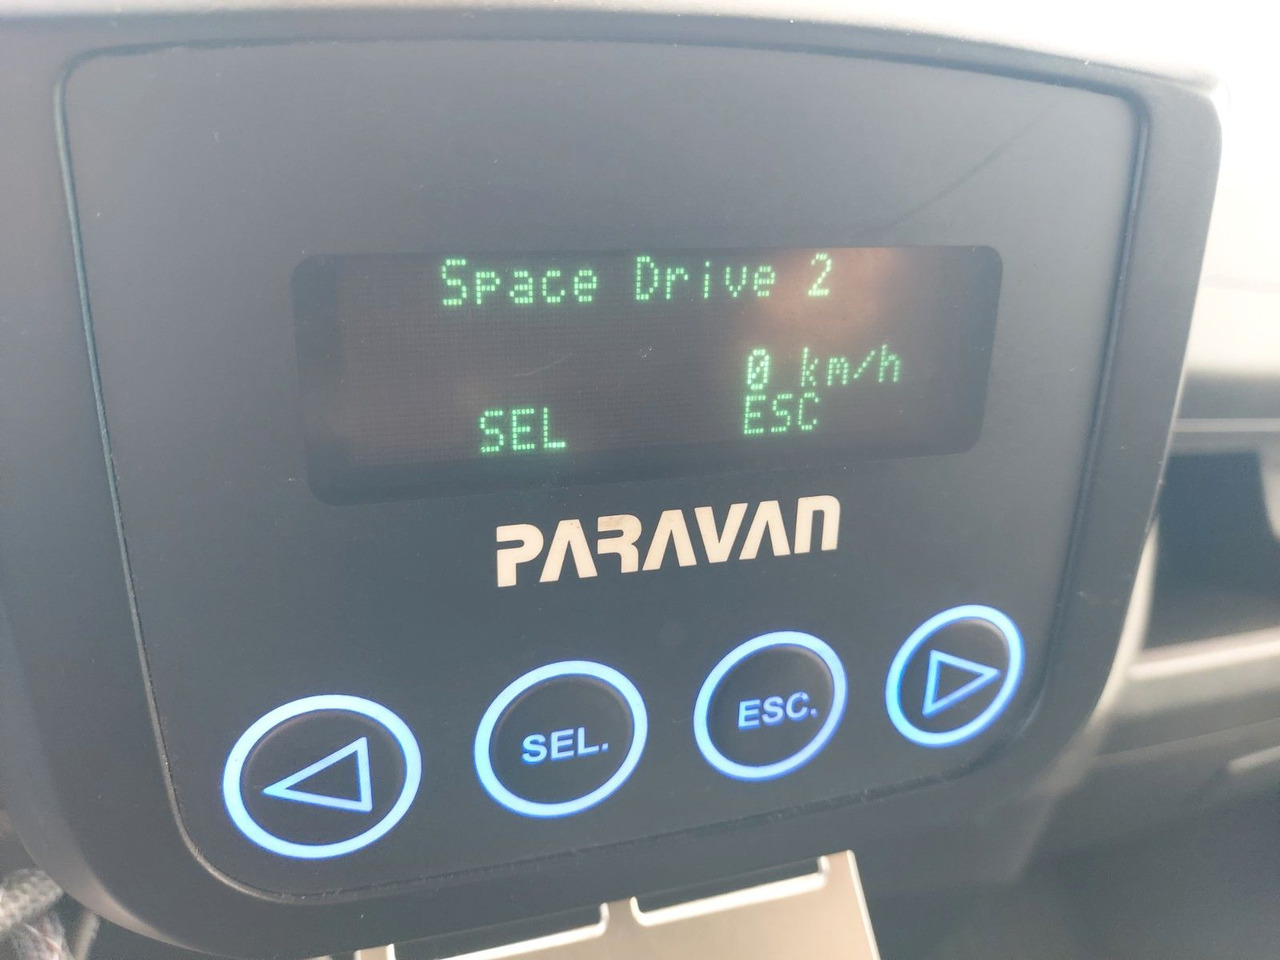 Space Drive 2
0 km/h
SEL ESC
PARAVAN
SEL. ESC.